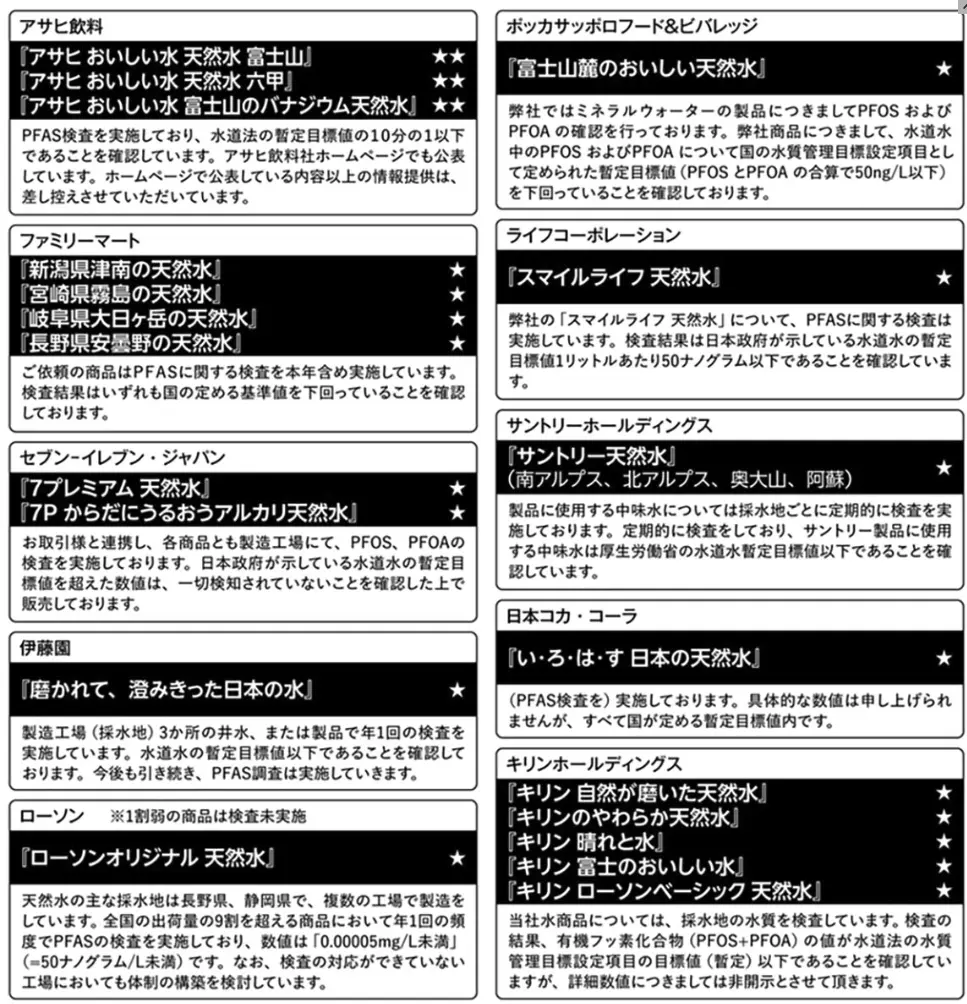 アサヒ飲料
『アサヒ おいしい水 天然水 富士山』 ★★
『アサヒ おいしい水 天然水 六甲』 ★★
『アサヒ おいしい水 富士山のバナジウム天然水』 ★★
PFAS検査を実施しており、水道法の暫定目標値の10分の1以下
であることを確認しています。アサヒ飲料社ホームページでも公表
しています。ホームページで公表している内容以上の情報提供は、
差し控えさせていただいています。
ファミリーマート
『新潟県津南の天然水』 ★
『宮崎県霧島の天然水』 ★
『岐阜県大日ヶ岳の天然水』 ★
『長野県安曇野の天然水』 ★
ご依頼の商品はPFASに関する検査を本年含め実施しています。
検査結果はいずれも国の定める基準値を下回っていることを確認
しております。
セブン-イレブン・ジャパン
『7プレミアム 天然水』 ★
『7P からだにうるおうアルカリ天然水』 ★
お取引様と連携し、各商品とも製造工場にて、PFOS、PFOAの
検査を実施しております。日本政府が示している水道水の暫定目
標値を超えた数値は、一切検知されていないことを確認した上で
販売しております。
伊藤園
『磨かれて、澄みきった日本の水』 ★
製造工場(採水地)3か所の井水、または製品で年1回の検査を
実施しています。水道水の暫定目標値以下であることを確認して
おります。今後も引き続き、PFAS調査は実施していきます。
ローソン ※1割弱の商品は検査未実施
『ローソンオリジナル 天然水』 ★
天然水の主な採水地は長野県、静岡県で、複数の工場で製造を
しています。全国の出荷量の9割を超える商品において年1回の頻
度でPFASの検査を実施しており、数値は「0.00005mg/L未満」
(=50ナノグラム/L未満)です。なお、検査の対応ができていない
工場においても体制の構築を検討しています。
ポッカサッポロフード&ビバレッジ
『富士山麓のおいしい天然水』 ★
弊社ではミネラルウォーターの製品につきましてPFOS および
PFOA の確認を行っております。弊社商品につきまして、水道水
中のPFOS およびPFOA について国の水質管理目標設定項目とし
て定められた暫定目標値(PFOS とPFOA の合算で50ng/L以下)
を下回っていることを確認しております。
ライフコーポレーション
『スマイルライフ 天然水』 ★
弊社の「スマイルライフ 天然水」について、PFASに関する検査は
実施しています。検査結果は日本政府が示している水道水の暫定
目標値1リットルあたり50ナノグラム以下であることを確認していま
す。
サントリーホールディングス
『サントリー天然水』
(南アルプス、北アルプス、奥大山、阿蘇) ★
製品に使用する中味水については採水地ごとに定期的に検査を実
施しております。定期的に検査をしており、サントリー製品に使用
する中味水は厚生労働省の水道水暫定目標値以下であることを確
認しています。
日本コカ・コーラ
『い・ろ・は・す 日本の天然水』 ★
(PFAS検査を)実施しております。具体的な数値は申し上げられ
ませんが、すべて国が定める暫定目標値内です。
キリンホールディングス
『キリン 自然が磨いた天然水』 ★
『キリンのやわらか天然水』 ★
『キリン 晴れと水』 ★
『キリン 富士のおいしい水』 ★
『キリン ローソンベーシック 天然水』 ★
当社水商品については、採水地の水質を検査しています。検査の
結果、有機フッ素化合物(PFOS+PFOA)の値が水道法の水質
管理目標設定項目の目標値(暫定)以下であることを確認してい
ますが、詳細数値につきましては非開示とさせて頂きます。